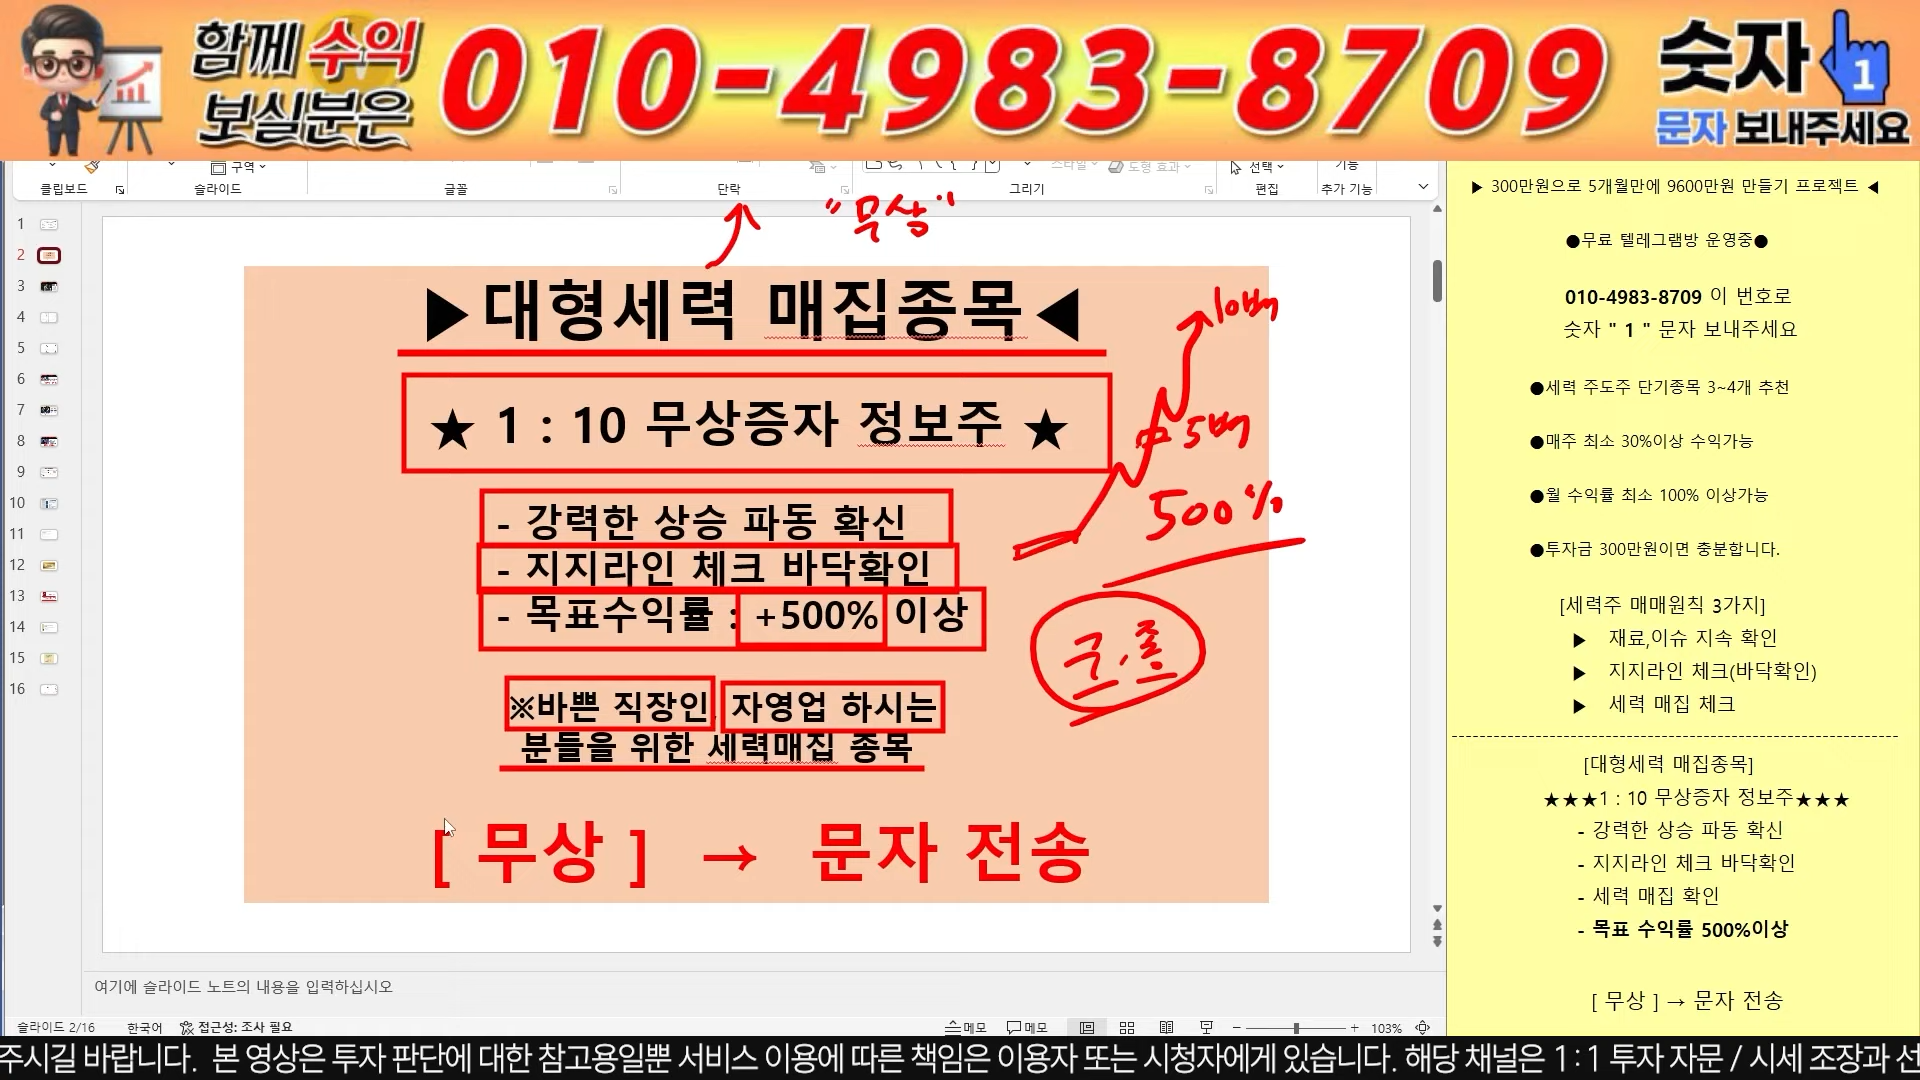 함께 수익
보실분은
010-4983-8709
숫자 1
문자 보내주세요
구역
스타일
도형 효과
선택
기능
클립보드
슬라이드
글꼴
단락
그리기
편집
추가 기능
1
2
3
4
5
6
7
8
9
10
11
12
13
14
15
16
"무상"
▶대형세력 매집종목◀
★ 1 : 10 무상증자 정보주 ★
- 강력한 상승 파동 확신
- 지지라인 체크 바닥확인
- 목표수익률 : +500% 이상
※바쁜 직장인, 자영업 하시는
분들을 위한 세력매집 종목
[ 무상 ] → 문자 전송
10배
5배
500%
여기에 슬라이드 노트의 내용을 입력하십시오
슬라이드 2/16
한국어
접근성: 조사 필요
메모
메모
103%
▶ 300만원으로 5개월만에 9600만원 만들기 프로젝트 ◀
●무료 텔레그램방 운영중●
010-4983-8709 이 번호로
숫자 " 1 " 문자 보내주세요
●세력 주도주 단기종목 3~4개 추천
●매주 최소 30%이상 수익가능
●월 수익률 최소 100% 이상가능
●투자금 300만원이면 충분합니다.
[세력주 매매원칙 3가지]
▶ 재료,이슈 지속 확인
▶ 지지라인 체크(바닥확인)
▶ 세력 매집 체크
[대형세력 매집종목]
★★★1 : 10 무상증자 정보주★★★
- 강력한 상승 파동 확신
- 지지라인 체크 바닥확인
- 세력 매집 확인
- 목표 수익률 500%이상
[ 무상 ] → 문자 전송
주시길 바랍니다. 본 영상은 투자 판단에 대한 참고용일뿐 서비스 이용에 따른 책임은 이용자 또는 시청자에게 있습니다. 해당 채널은 1 : 1 투자 자문 / 시세 조장과 선